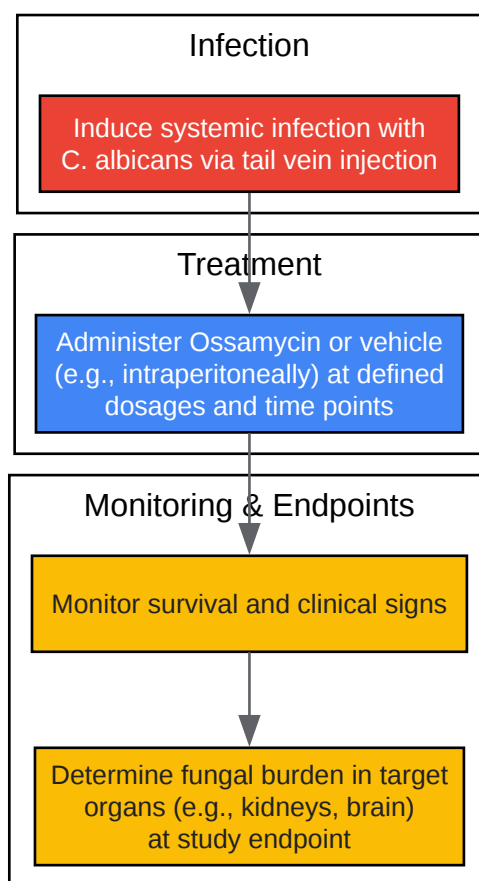 Infection
Induce systemic infection with
C. albicans via tail vein injection
Treatment
Administer Ossamycin or vehicle
(e.g., intraperitoneally) at defined
dosages and time points
Monitoring & Endpoints
Monitor survival and clinical signs
Determine fungal burden in target
organs (e.g., kidneys, brain)
at study endpoint